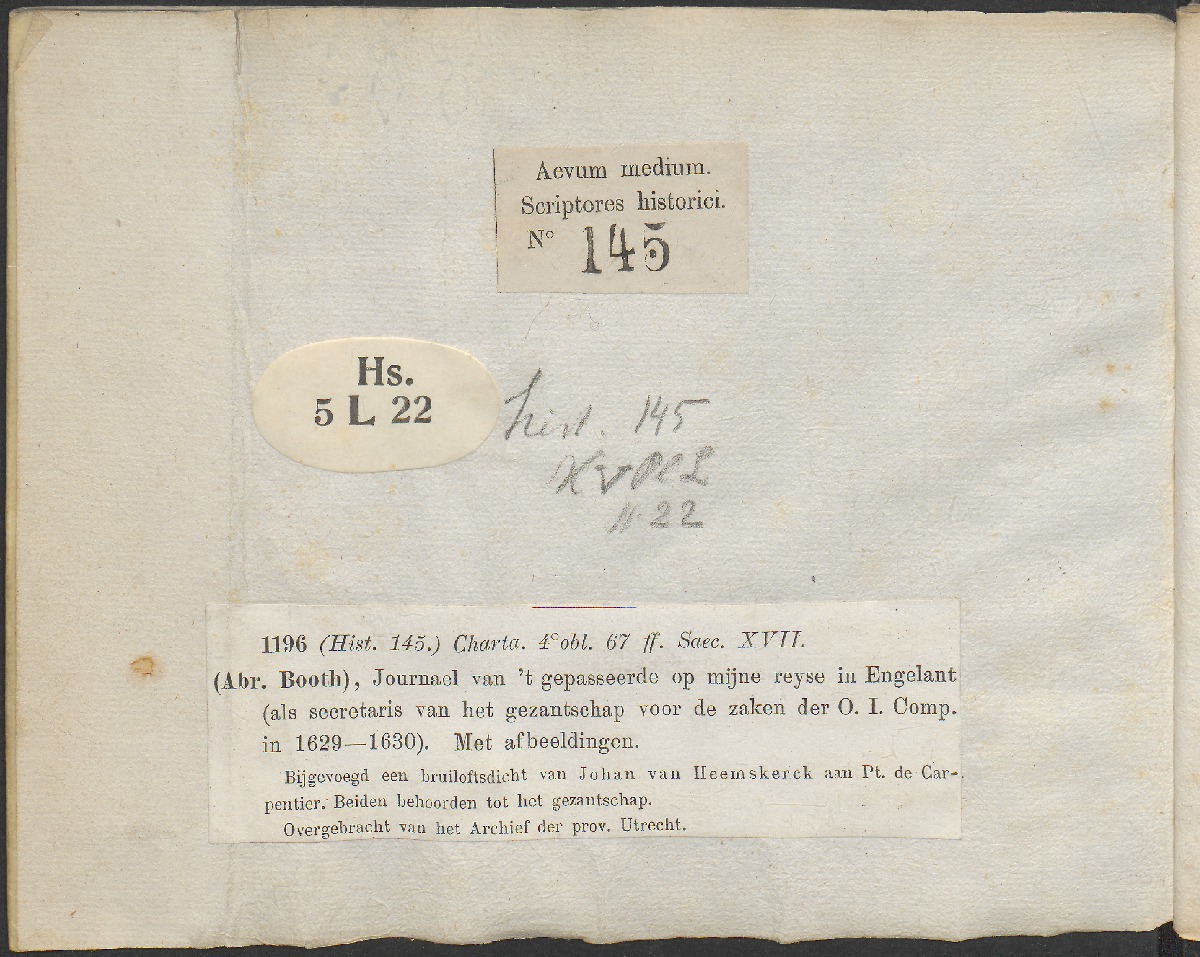 Aevum medium.
Scriptores historici.
N° 145
Hs.
5 L 22
hist. 145
22
1196 (Hist. 145.) Charta. 4°obl. 67 ff. Saec. XVII.
(Abr. Booth), Journael van 't gepasseerde op mijne reyse in Engelant
(als secretaris van het gezantschap voor de zaken der O. I. Comp.
in 1629—1630). Met afbeeldingen.
Bijgevoegd een bruiloftsdicht van Johan van Heemskerck aan Pt. de Car-
pentier. Beiden behoorden tot het gezantschap.
Overgebracht van het Archief der prov. Utrecht.